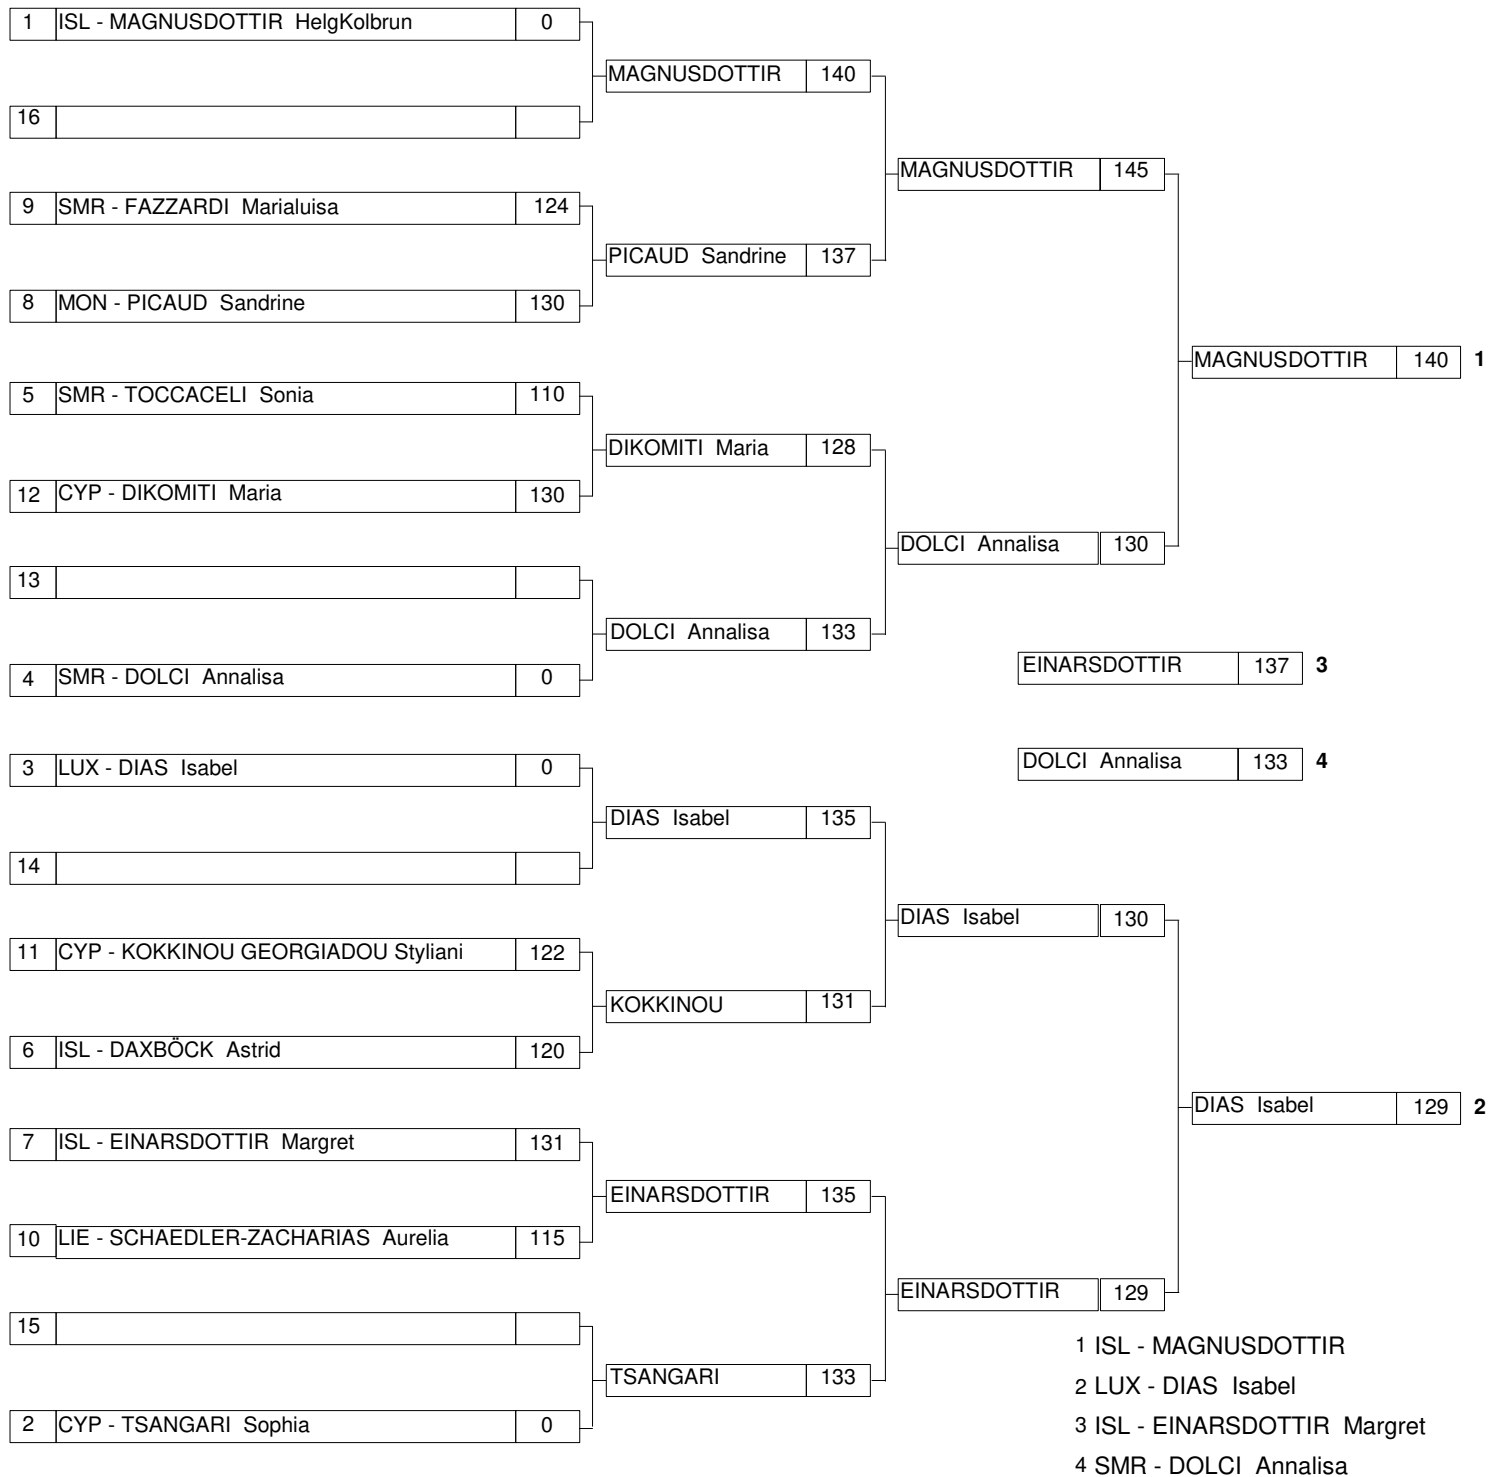 1 ISL - MAGNUSDOTTIR HelgKolbrun 0
MAGNUSDOTTIR 140
16
MAGNUSDOTTIR 145
9 SMR - FAZZARDI Marialuisa 124
PICAUD Sandrine 137
8 MON - PICAUD Sandrine 130
MAGNUSDOTTIR 140 1
5 SMR - TOCCACELI Sonia 110
DIKOMITI Maria 128
12 CYP - DIKOMITI Maria 130
DOLCI Annalisa 130
13
DOLCI Annalisa 133
EINARSDOTTIR 137 3
4 SMR - DOLCI Annalisa 0
DOLCI Annalisa 133 4
3 LUX - DIAS Isabel 0
DIAS Isabel 135
14
DIAS Isabel 130
11 CYP - KOKKINOU GEORGIADOU Styliani 122
KOKKINOU 131
6 ISL - DAXBÖCK Astrid 120
DIAS Isabel 129 2
7 ISL - EINARSDOTTIR Margret 131
EINARSDOTTIR 135
10 LIE - SCHAEDLER-ZACHARIAS Aurelia 115
EINARSDOTTIR 129
15
1 ISL - MAGNUSDOTTIR
TSANGARI 133
2 LUX - DIAS Isabel
2 CYP - TSANGARI Sophia 0
3 ISL - EINARSDOTTIR Margret
4 SMR - DOLCI Annalisa